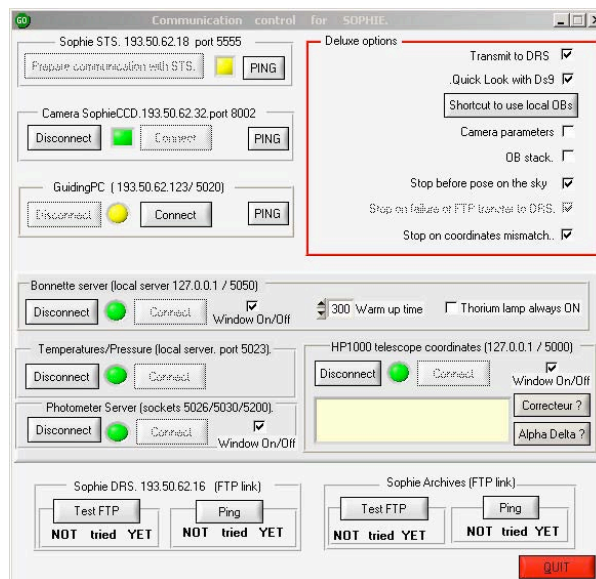 GO Communication control for SOPHIE.
Sophie STS. 193.50.62.18 port 5555
Prepare communication with STS.
PING
Camera SophieCCD.193.50.62.32.port 8002
Disconnect Connect PING
GuidingPC ( 193.50.62.123/ 5020)
Disconnect Connect PING
Deluxe options
Transmit to DRS
.Quick Look with Ds9
Shortcut to use local OBs
Camera parameters
OB stack.
Stop before pose on the sky
Stop on failure of FTP transfer to DRS.
Stop on coordinates mismatch..
Bonnette server (local server 127.0.0.1 / 5050)
Disconnect Connect Window On/Off 300 Warm up time Thorium lamp always ON
Temperatures/Pressure (local server. port 5023).
Disconnect Connect
Photometer Server (sockets 5026/5030/5200).
Disconnect Connect Window On/Off
HP1000 telescope coordinates (127.0.0.1 / 5000)
Disconnect Connect Window On/Off
Correcteur ?
Alpha Delta ?
Sophie DRS. 193.50.62.16 (FTP link)
Test FTP Ping
NOT tried YET NOT tried YET
Sophie Archives (FTP link)
Test FTP Ping
NOT tried YET NOT tried YET
QUIT